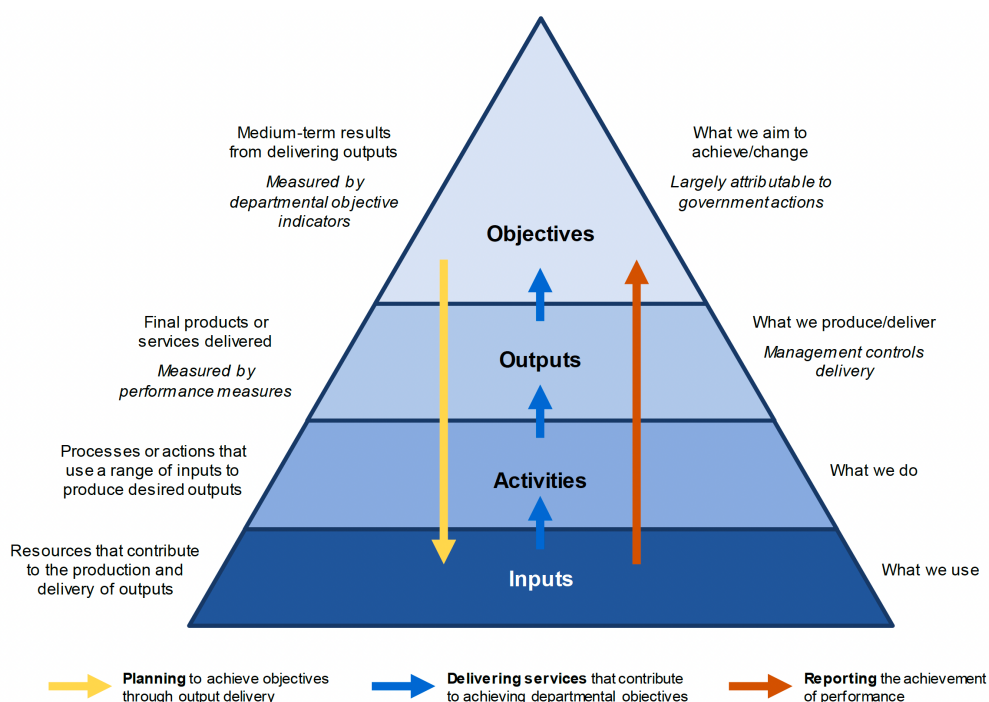 Medium-term results
from delivering outputs
Measured by
departmental objective
indicators
What we aim to
achieve/change
Largely attributable to
government actions
Objectives
Final products or
services delivered
Measured by
performance measures
What we produce/deliver
Management controls
delivery
Outputs
Processes or actions that
use a range of inputs to
produce desired outputs
What we do
Activities
Resources that contribute
to the production and
delivery of outputs
What we use
Inputs
Planning to achieve objectives
through output delivery
Delivering services that contribute
to achieving departmental objectives
Reporting the achievement
of performance